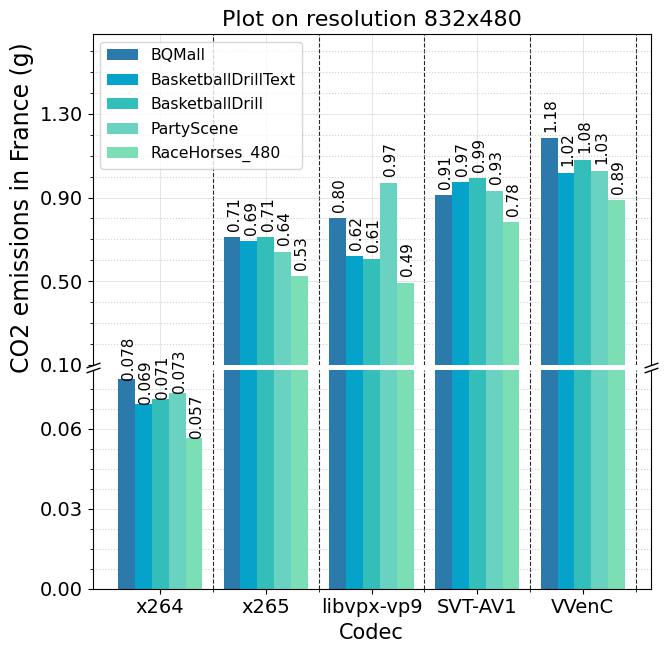 Plot on resolution 832x480
CO2 emissions in France (g)
BQMall
BasketballDrillText
BasketballDrill
PartyScene
RaceHorses_480
1.30
0.90
0.50
0.10
0.06
0.03
0.00
0.078
0.069
0.071
0.073
0.057
0.71
0.69
0.71
0.64
0.53
0.80
0.62
0.61
0.97
0.49
0.91
0.97
0.99
0.93
0.78
1.18
1.02
1.08
1.03
0.89
x264
x265
libvpx-vp9
SVT-AV1
VVenC
Codec